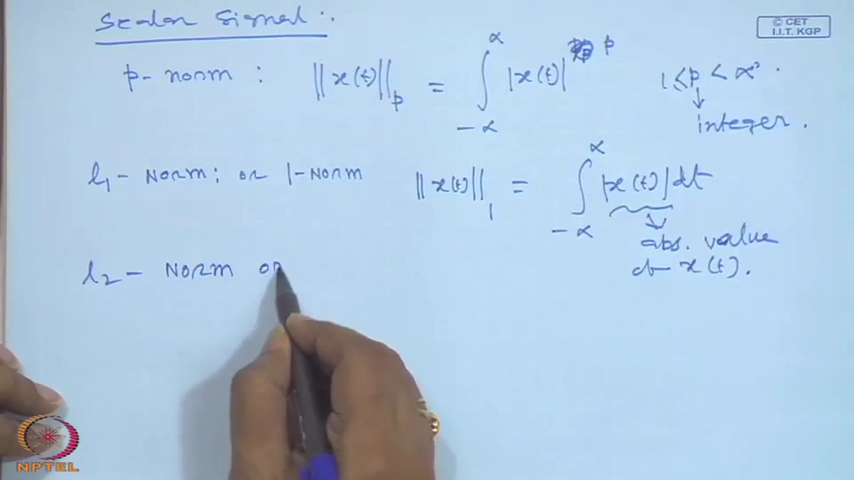 Scalar Signal :.
© CET
I.I.T. KGP
p-norm : ||x(t)||p = ∫_{-α}^{α} |x(t)|^p 1 ≤ p < α.
integer.
l1 - NORM: or 1-NORM ||x(t)||1 = ∫_{-α}^{α} |x(t)| dt
abs. value
of x(t).
l2 - NORM or
NPTEL